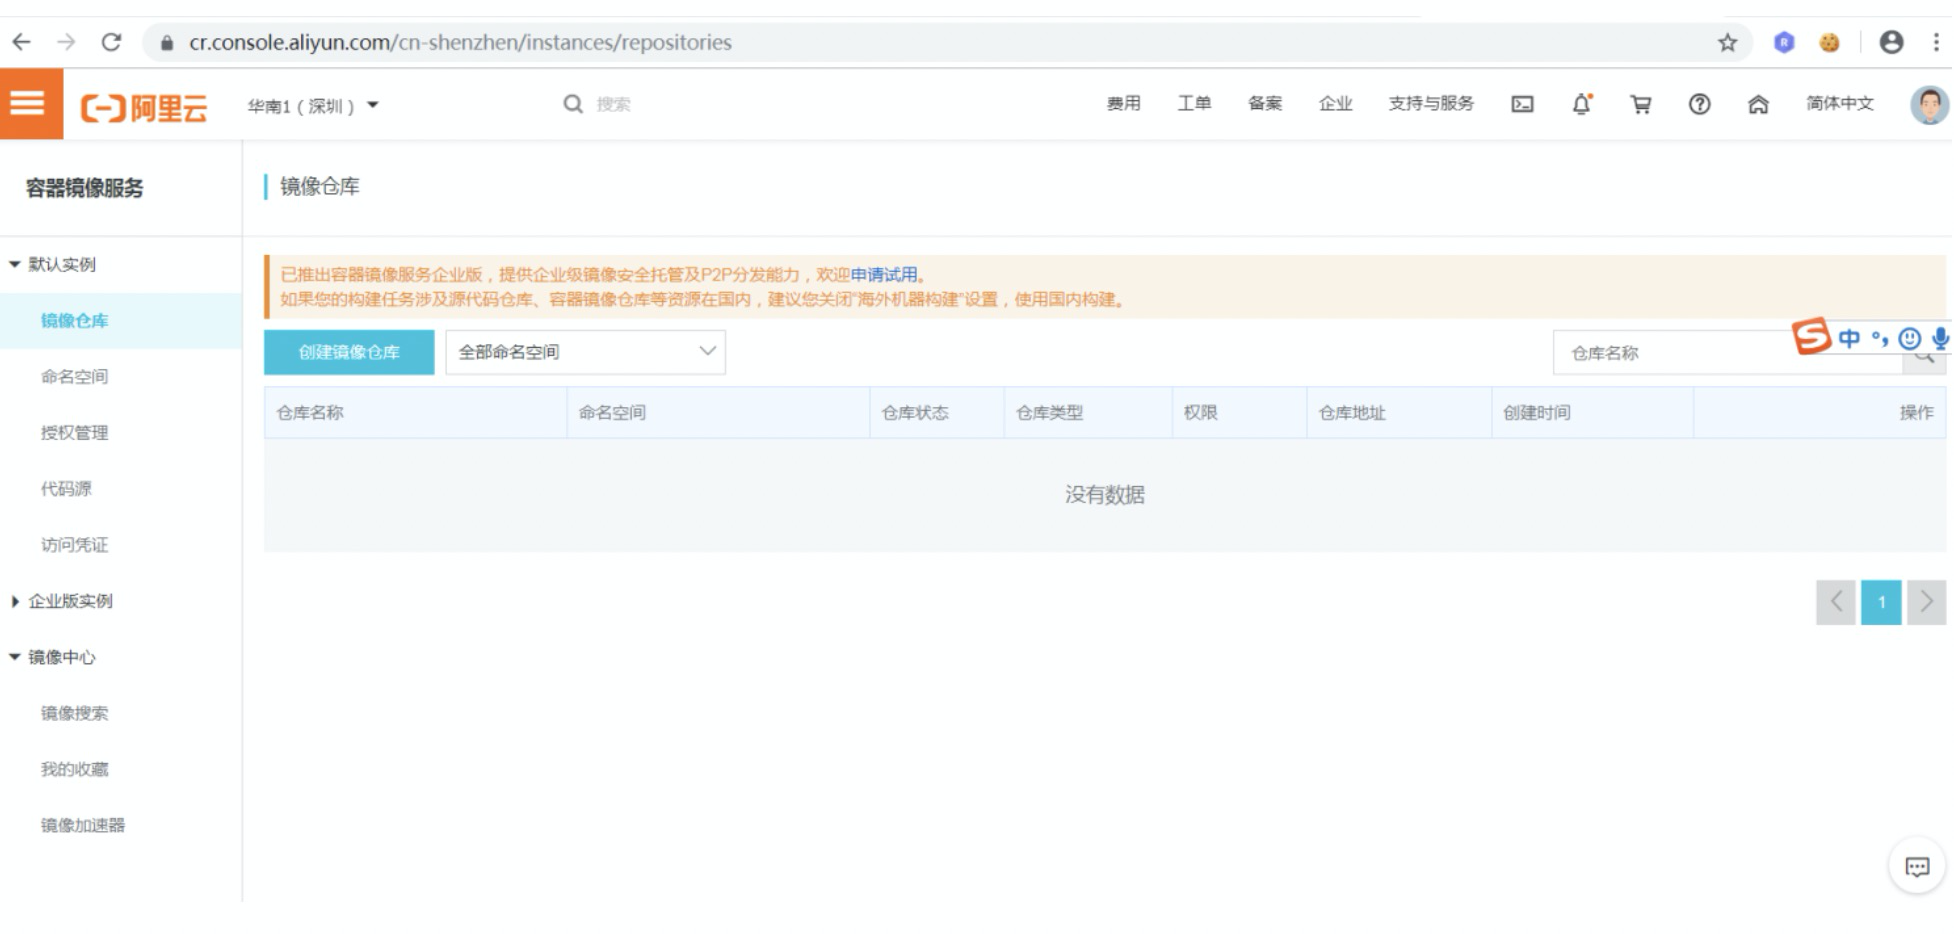 cr.console.aliyun.com/cn-shenzhen/instances/repositories
阿里云
华南1（深圳）
搜索
费用
工单
备案
企业
支持与服务
简体中文
容器镜像服务
镜像仓库
默认实例
镜像仓库
命名空间
授权管理
代码源
访问凭证
企业版实例
镜像中心
镜像搜索
我的收藏
镜像加速器
已推出容器镜像服务企业版，提供企业级镜像安全托管及P2P分发能力，欢迎申请试用。
如果您的构建任务涉及源代码仓库、容器镜像仓库等资源在国内，建议您关闭“海外机器构建”设置，使用国内构建。
创建镜像仓库
全部命名空间
仓库名称
中
仓库名称
命名空间
仓库状态
仓库类型
权限
仓库地址
创建时间
操作
没有数据
1